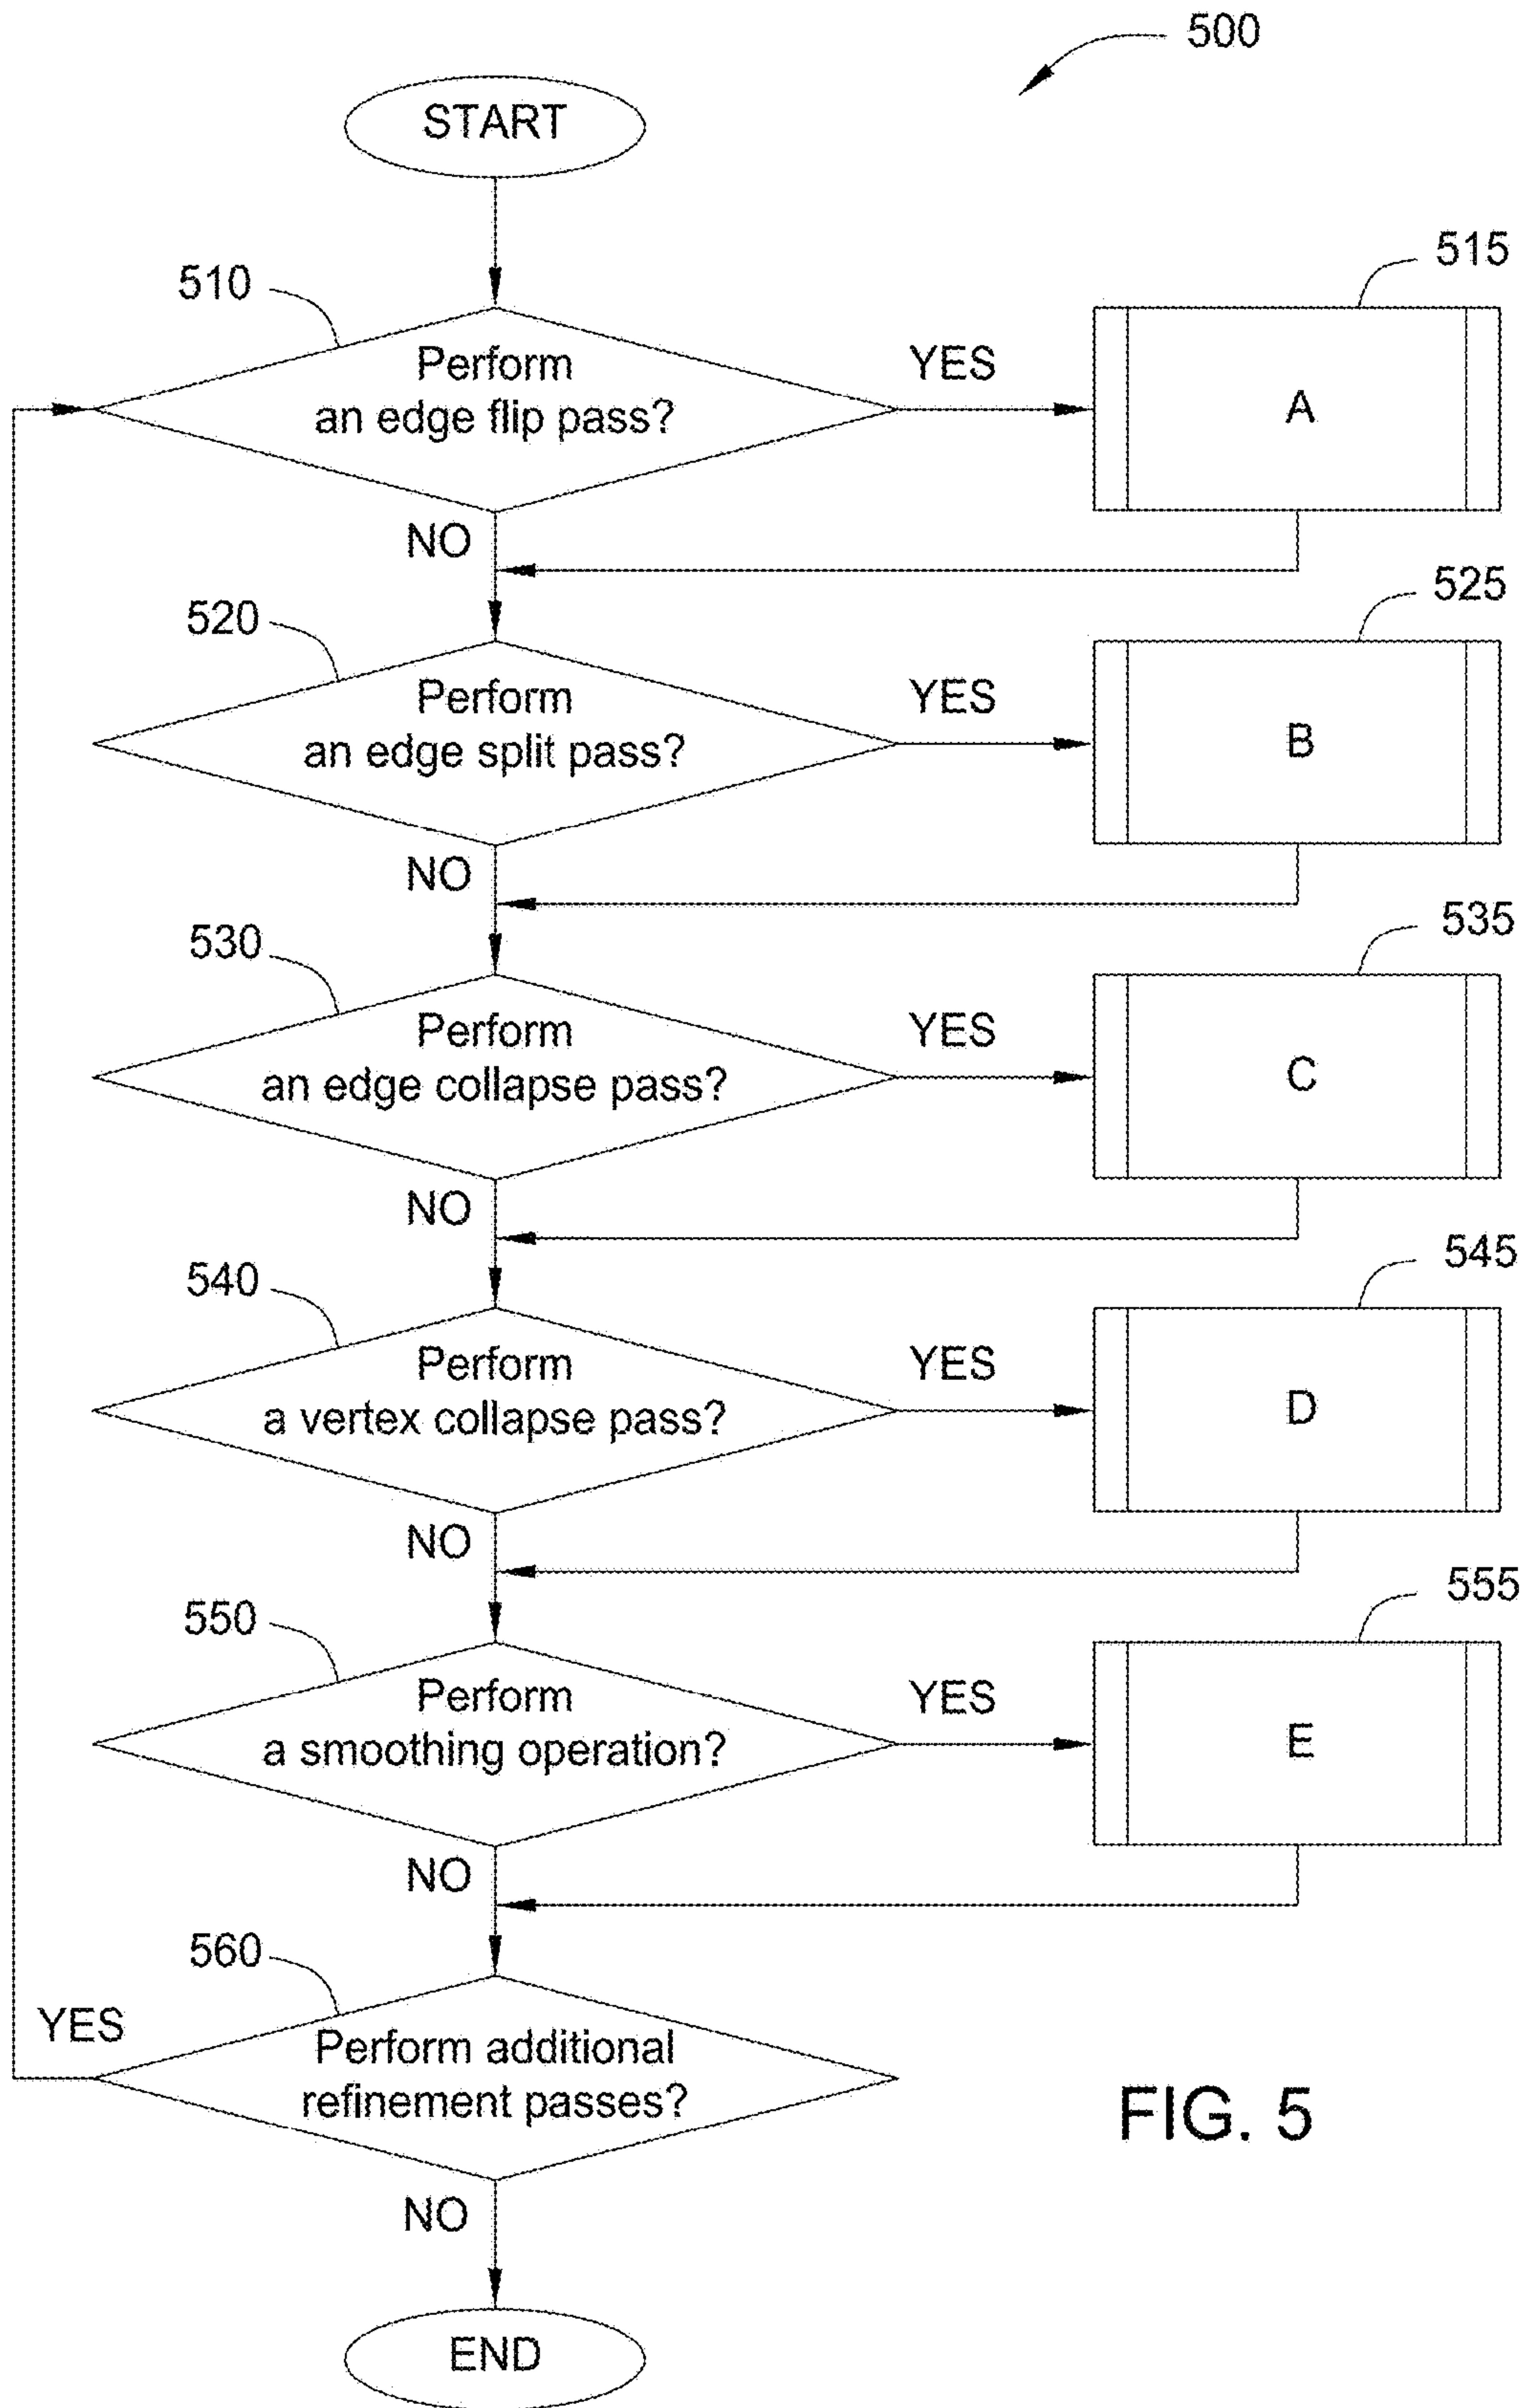 500
START
510
Perform
an edge flip pass?
YES
515
A
NO
520
Perform
an edge split pass?
YES
525
B
NO
530
Perform
an edge collapse pass?
YES
535
C
NO
540
Perform
a vertex collapse pass?
YES
545
D
NO
550
Perform
a smoothing operation?
YES
555
E
NO
560
YES
Perform additional
refinement passes?
NO
END
FIG. 5